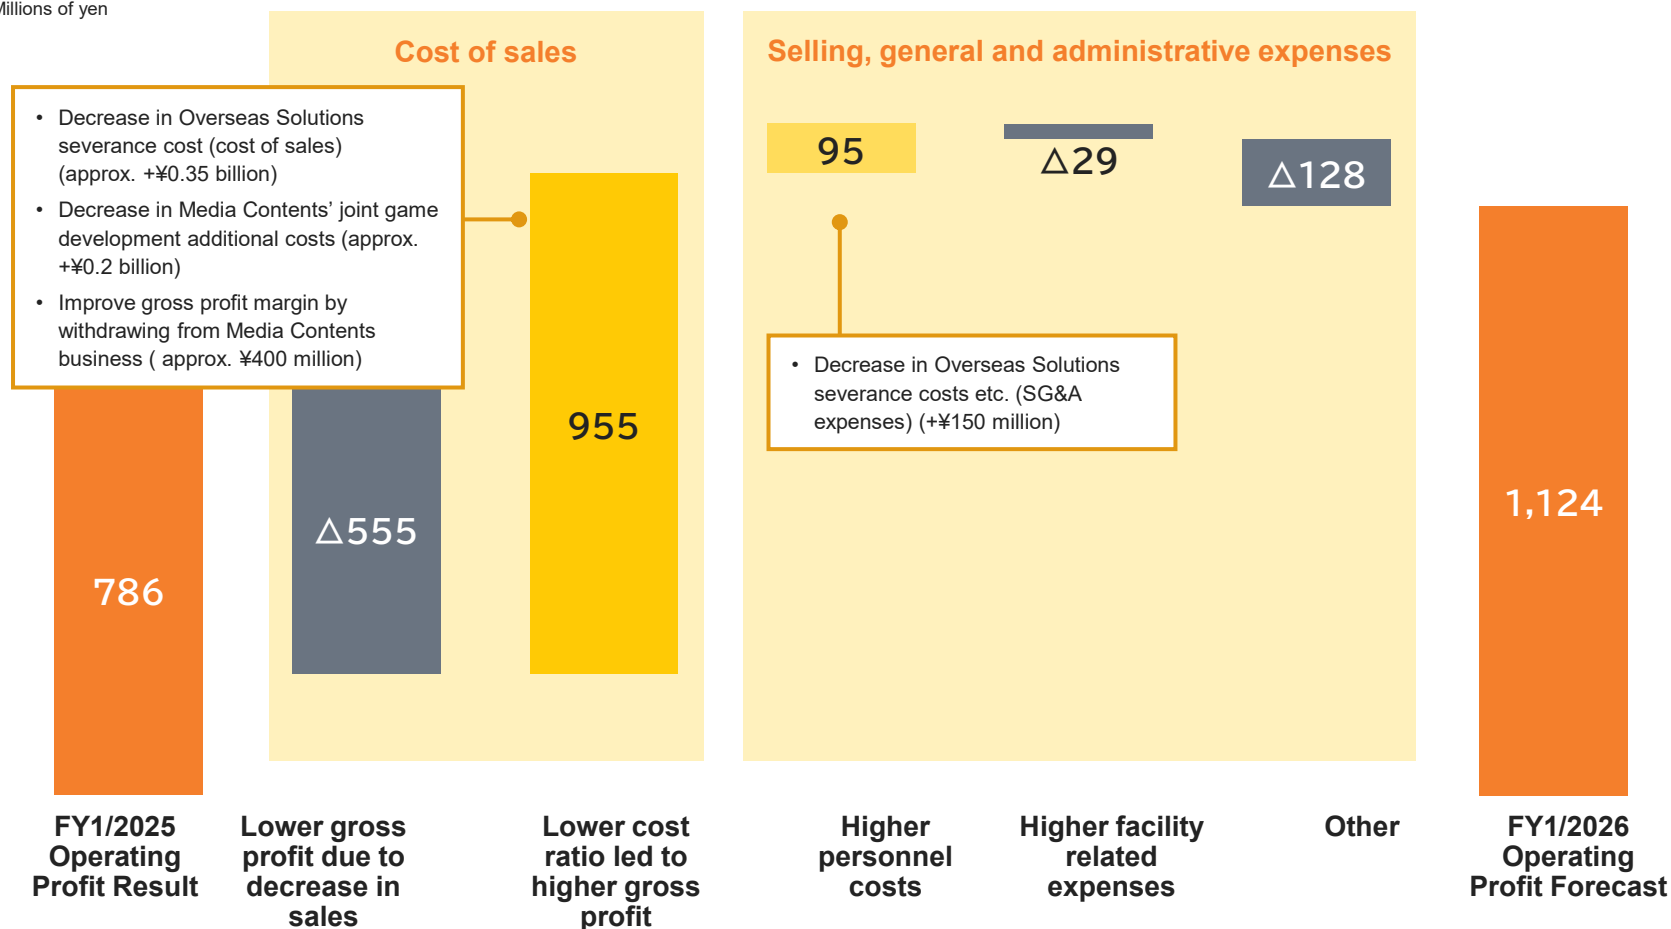 Millions of yen
Cost of sales
• Decrease in Overseas Solutions
severance cost (cost of sales)
(approx. +¥0.35 billion)
• Decrease in Media Contents’ joint game
development additional costs (approx.
+¥0.2 billion)
• Improve gross profit margin by
withdrawing from Media Contents
business ( approx. ¥400 million)
Selling, general and administrative expenses
95
△29
△128
• Decrease in Overseas Solutions
severance costs etc. (SG&A
expenses) (+¥150 million)
786
△555
955
1,124
FY1/2025
Operating
Profit Result
Lower gross
profit due to
decrease in
sales
Lower cost
ratio led to
higher gross
profit
Higher
personnel
costs
Higher facility
related
expenses
Other
FY1/2026
Operating
Profit Forecast